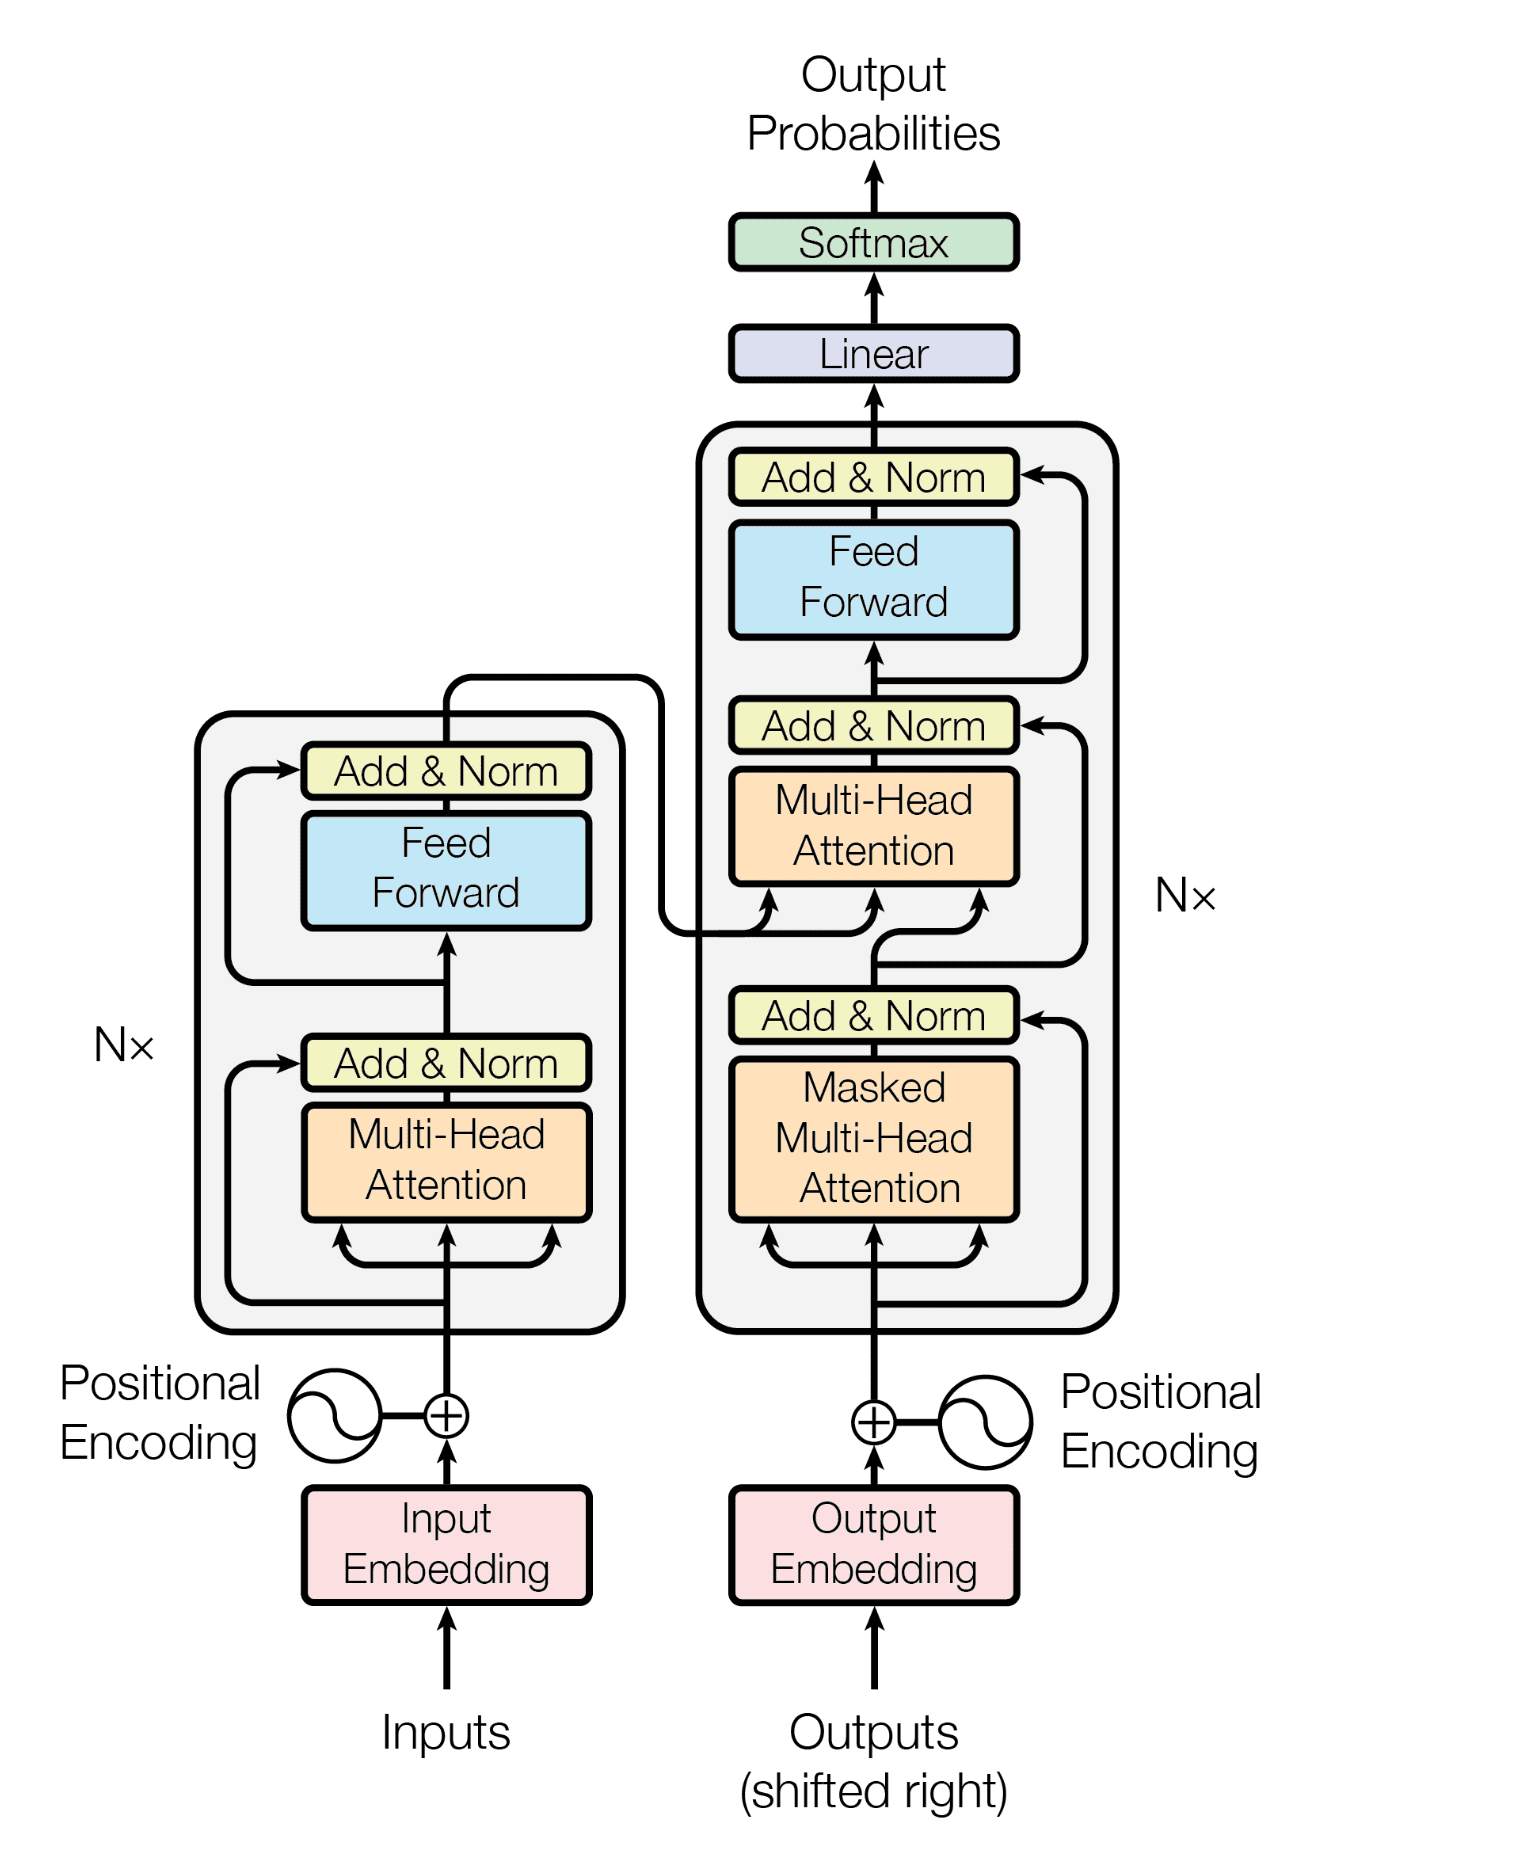 Output
Probabilities
Softmax
Linear
Add & Norm
Feed
Forward
Add & Norm
Multi-Head
Attention
N×
Add & Norm
Masked
Multi-Head
Attention
Add & Norm
Feed
Forward
N×
Add & Norm
Multi-Head
Attention
Positional
Encoding
Positional
Encoding
Input
Embedding
Output
Embedding
Inputs
Outputs
(shifted right)